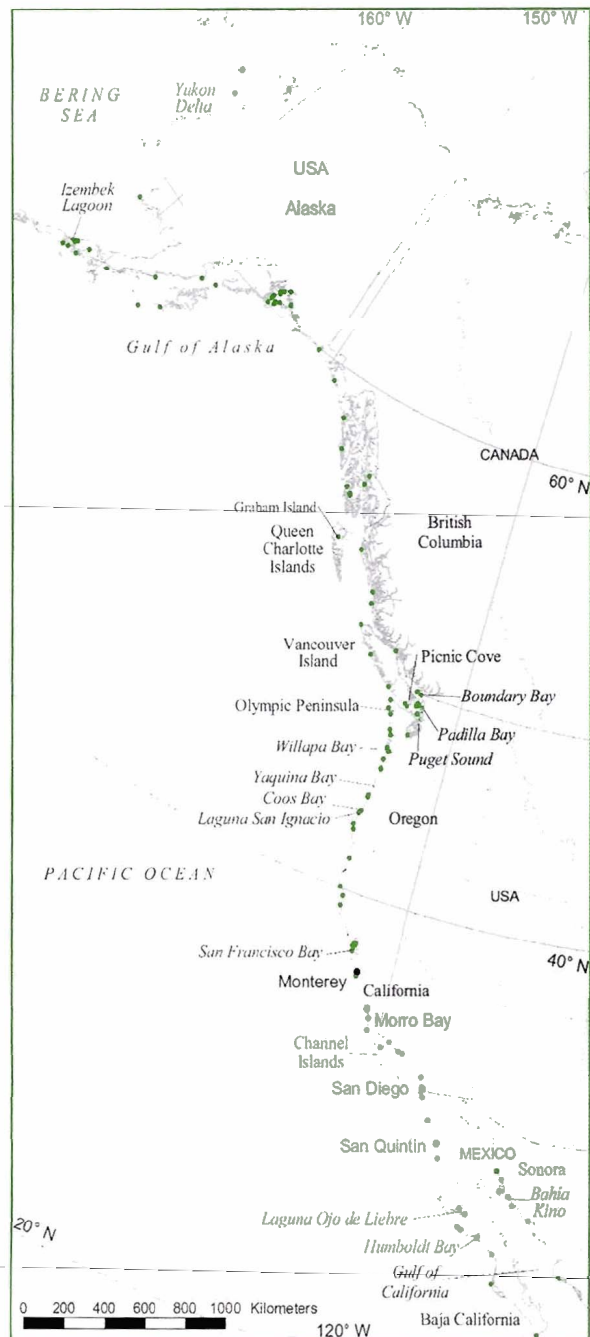 160° W
150° W
BERING
SEA
Yukon
Delta
USA
Alaska
Izembek
Lagoon
Gulf of Alaska
CANADA
60° N
Graham Island
Queen
Charlotte
Islands
British
Columbia
Vancouver
Island
Picnic Cove
Boundary Bay
Olympic Peninsula
Padilla Bay
Willapa Bay
Puget Sound
Yaquina Bay
Coos Bay
Laguna San Ignacio
Oregon
PACIFIC OCEAN
USA
San Francisco Bay
40° N
Monterey
California
Morro Bay
Channel
Islands
San Diego
San Quintin
MEXICO
Sonora
Bahia
Kino
Laguna Ojo de Liebre
20° N
Humboldt Bay
Gulf of
California
0 200 400 600 800 1000 Kilometers
120° W
Baja California